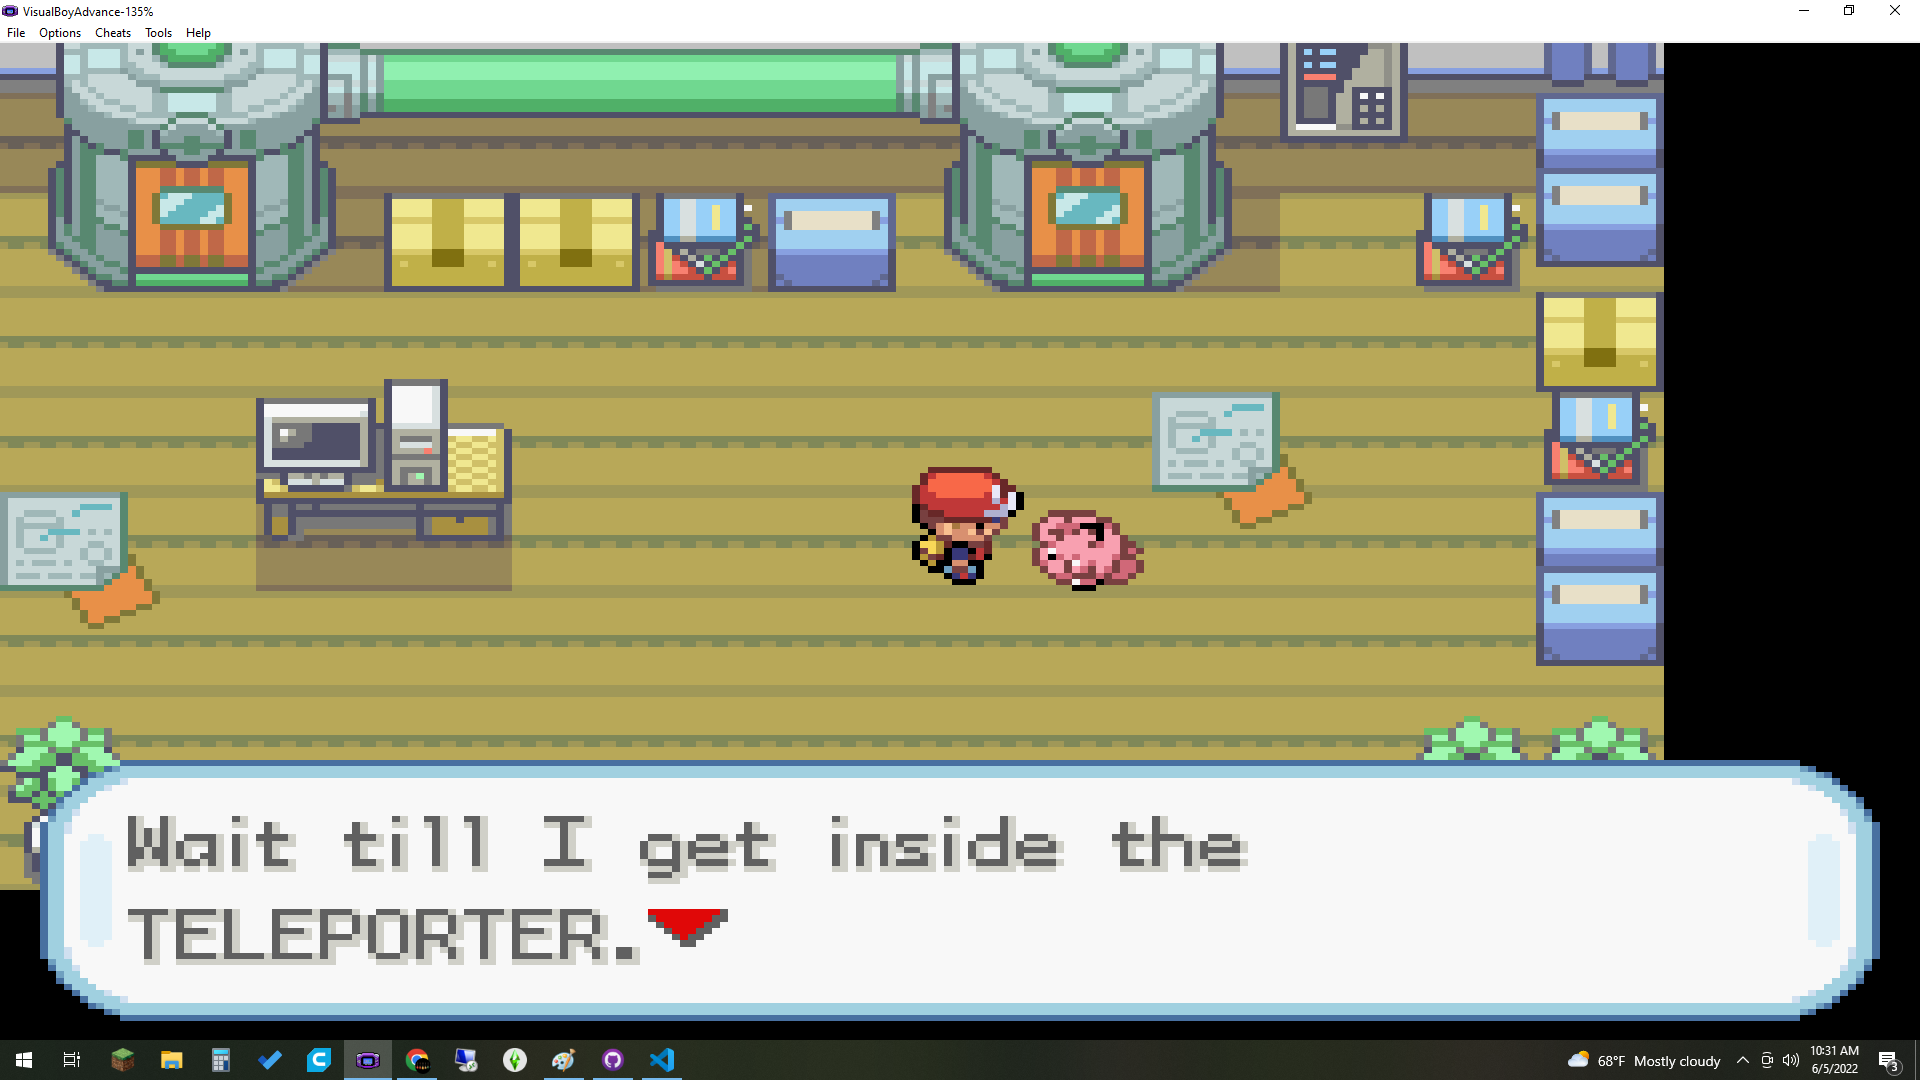 VisualBoyAdvance-135%
File Options Cheats Tools Help
Wait till I get inside the
TELEPORTER.
68°F Mostly cloudy
10:31 AM
6/5/2022
3